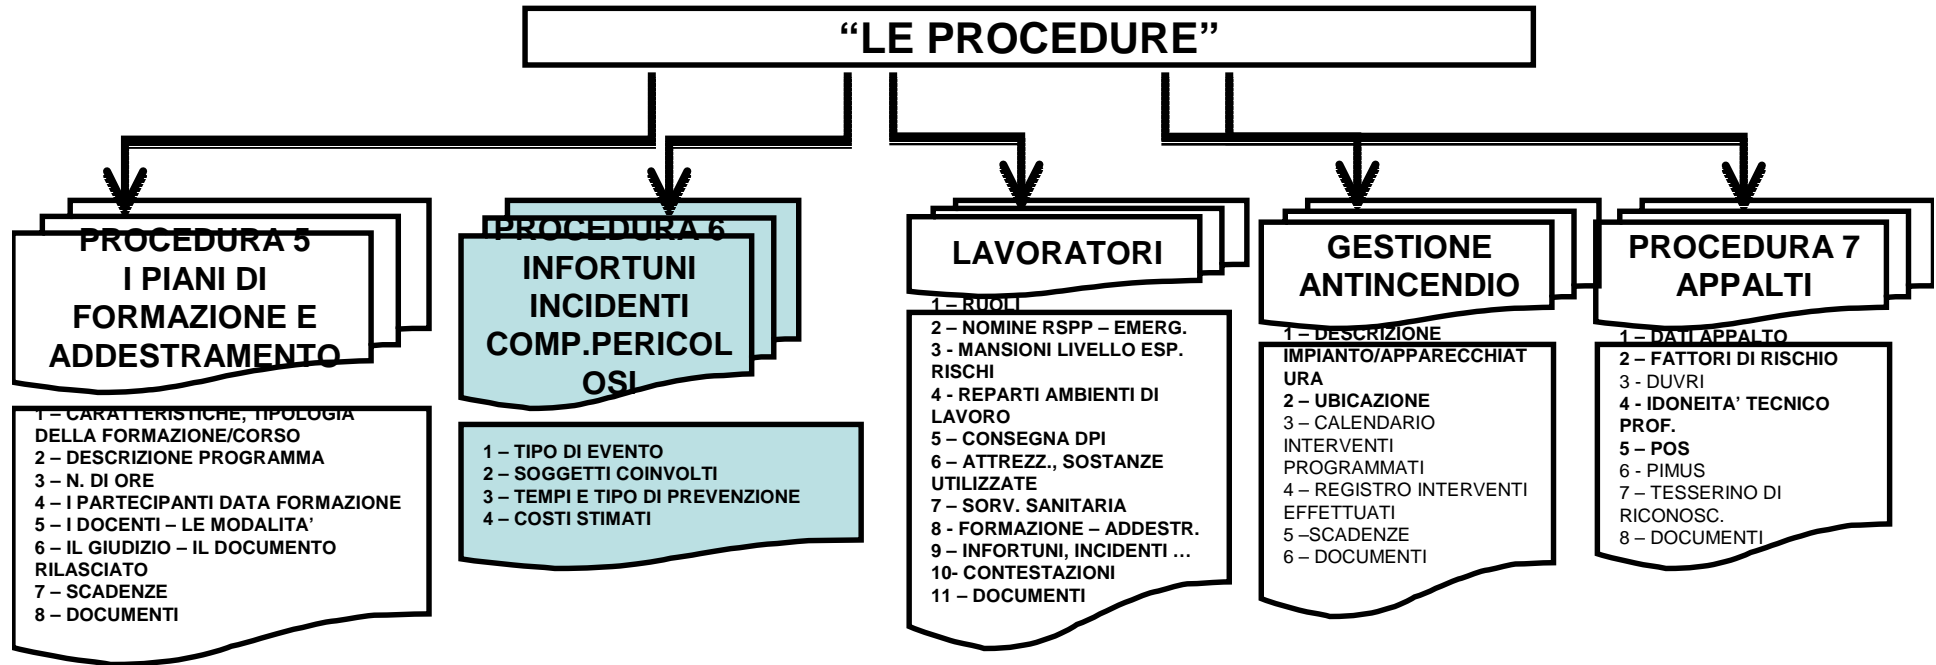 “LE PROCEDURE”
PROCEDURA 5
I PIANI DI
FORMAZIONE E
ADDESTRAMENTO
1 – CARATTERISTICHE, TIPOLOGIA
DELLA FORMAZIONE/CORSO
2 – DESCRIZIONE PROGRAMMA
3 – N. DI ORE
4 – I PARTECIPANTI DATA FORMAZIONE
5 – I DOCENTI – LE MODALITA’
6 – IL GIUDIZIO – IL DOCUMENTO
RILASCIATO
7 – SCADENZE
8 – DOCUMENTI
PROCEDURA 6
INFORTUNI
INCIDENTI
COMP.PERICOL
OSI
1 – TIPO DI EVENTO
2 – SOGGETTI COINVOLTI
3 – TEMPI E TIPO DI PREVENZIONE
4 – COSTI STIMATI
LAVORATORI
1 – RUOLI
2 – NOMINE RSPP – EMERG.
3 - MANSIONI LIVELLO ESP.
RISCHI
4 - REPARTI AMBIENTI DI
LAVORO
5 – CONSEGNA DPI
6 – ATTREZZ., SOSTANZE
UTILIZZATE
7 – SORV. SANITARIA
8 - FORMAZIONE – ADDESTR.
9 – INFORTUNI, INCIDENTI …
10- CONTESTAZIONI
11 – DOCUMENTI
GESTIONE
ANTINCENDIO
1 – DESCRIZIONE
IMPIANTO/APPARECCHIAT
URA
2 – UBICAZIONE
3 – CALENDARIO
INTERVENTI
PROGRAMMATI
4 – REGISTRO INTERVENTI
EFFETTUATI
5 –SCADENZE
6 – DOCUMENTI
PROCEDURA 7
APPALTI
1 – DATI APPALTO
2 – FATTORI DI RISCHIO
3 - DUVRI
4 - IDONEITA’ TECNICO
PROF.
5 – POS
6 - PIMUS
7 – TESSERINO DI
RICONOSC.
8 – DOCUMENTI